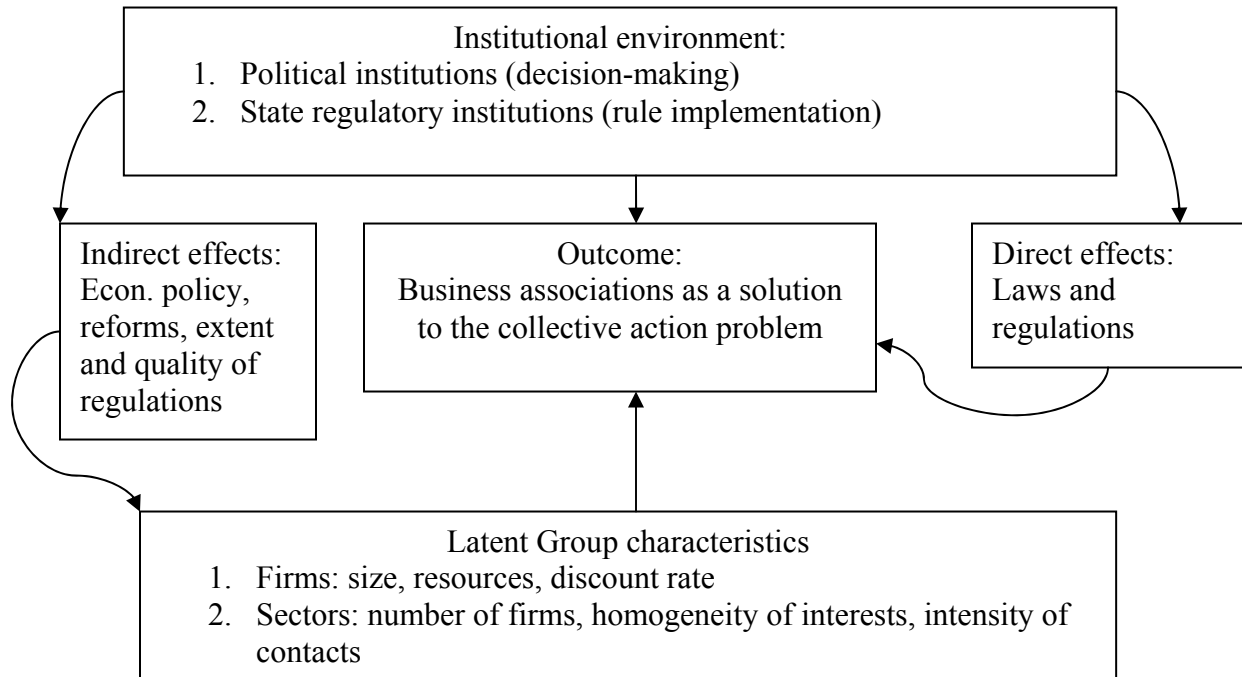 Institutional environment:
1. Political institutions (decision-making)
2. State regulatory institutions (rule implementation)
Indirect effects:
Econ. policy,
reforms, extent
and quality of
regulations
Outcome:
Business associations as a solution
to the collective action problem
Direct effects:
Laws and
regulations
Latent Group characteristics
1. Firms: size, resources, discount rate
2. Sectors: number of firms, homogeneity of interests, intensity of
contacts